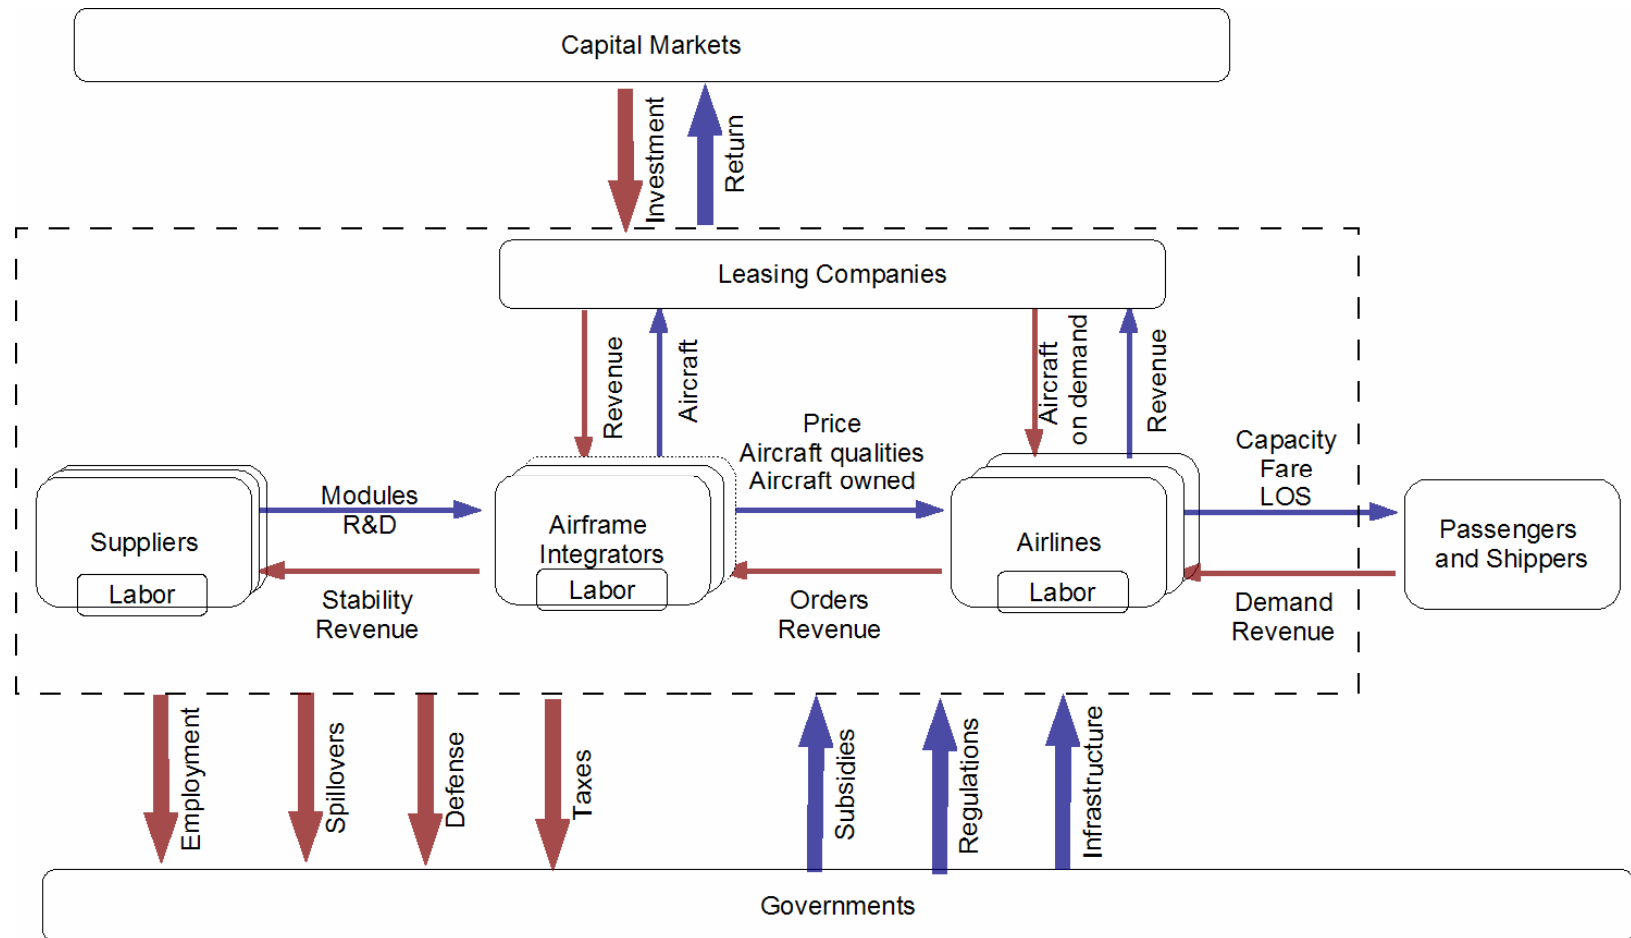 Capital Markets
Investment
Return
Leasing Companies
Revenue
Aircraft
Aircraft
on demand
Revenue
Price
Aircraft qualities
Aircraft owned
Capacity
Fare
LOS
Modules
R&D
Suppliers
Labor
Airframe
Integrators
Labor
Airlines
Labor
Passengers
and Shippers
Stability
Revenue
Orders
Revenue
Demand
Revenue
Employment
Spillovers
Defense
Taxes
Subsidies
Regulations
Infrastructure
Governments